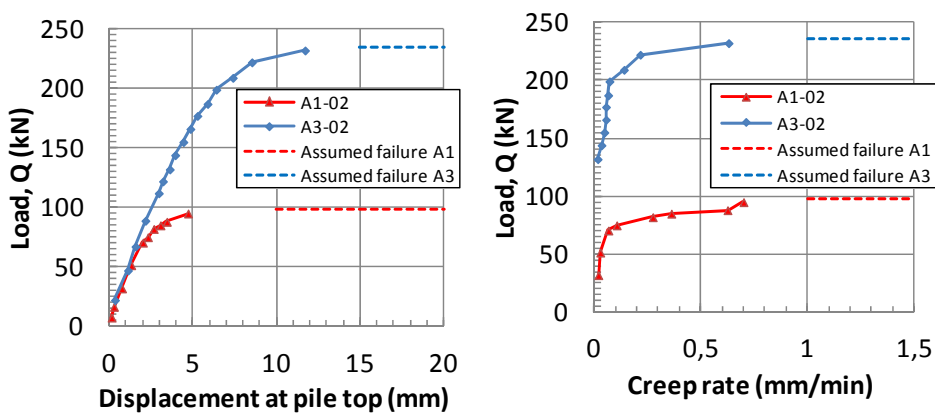 250
200
150
100
50
0
Load, Q (kN)
0 5 10 15 20
Displacement at pile top (mm)
A1-02
A3-02
Assumed failure A1
Assumed failure A3
250
200
150
100
50
0
Load, Q (kN)
0 0,5 1 1,5
Creep rate (mm/min)
A1-02
A3-02
Assumed failure A1
Assumed failure A3